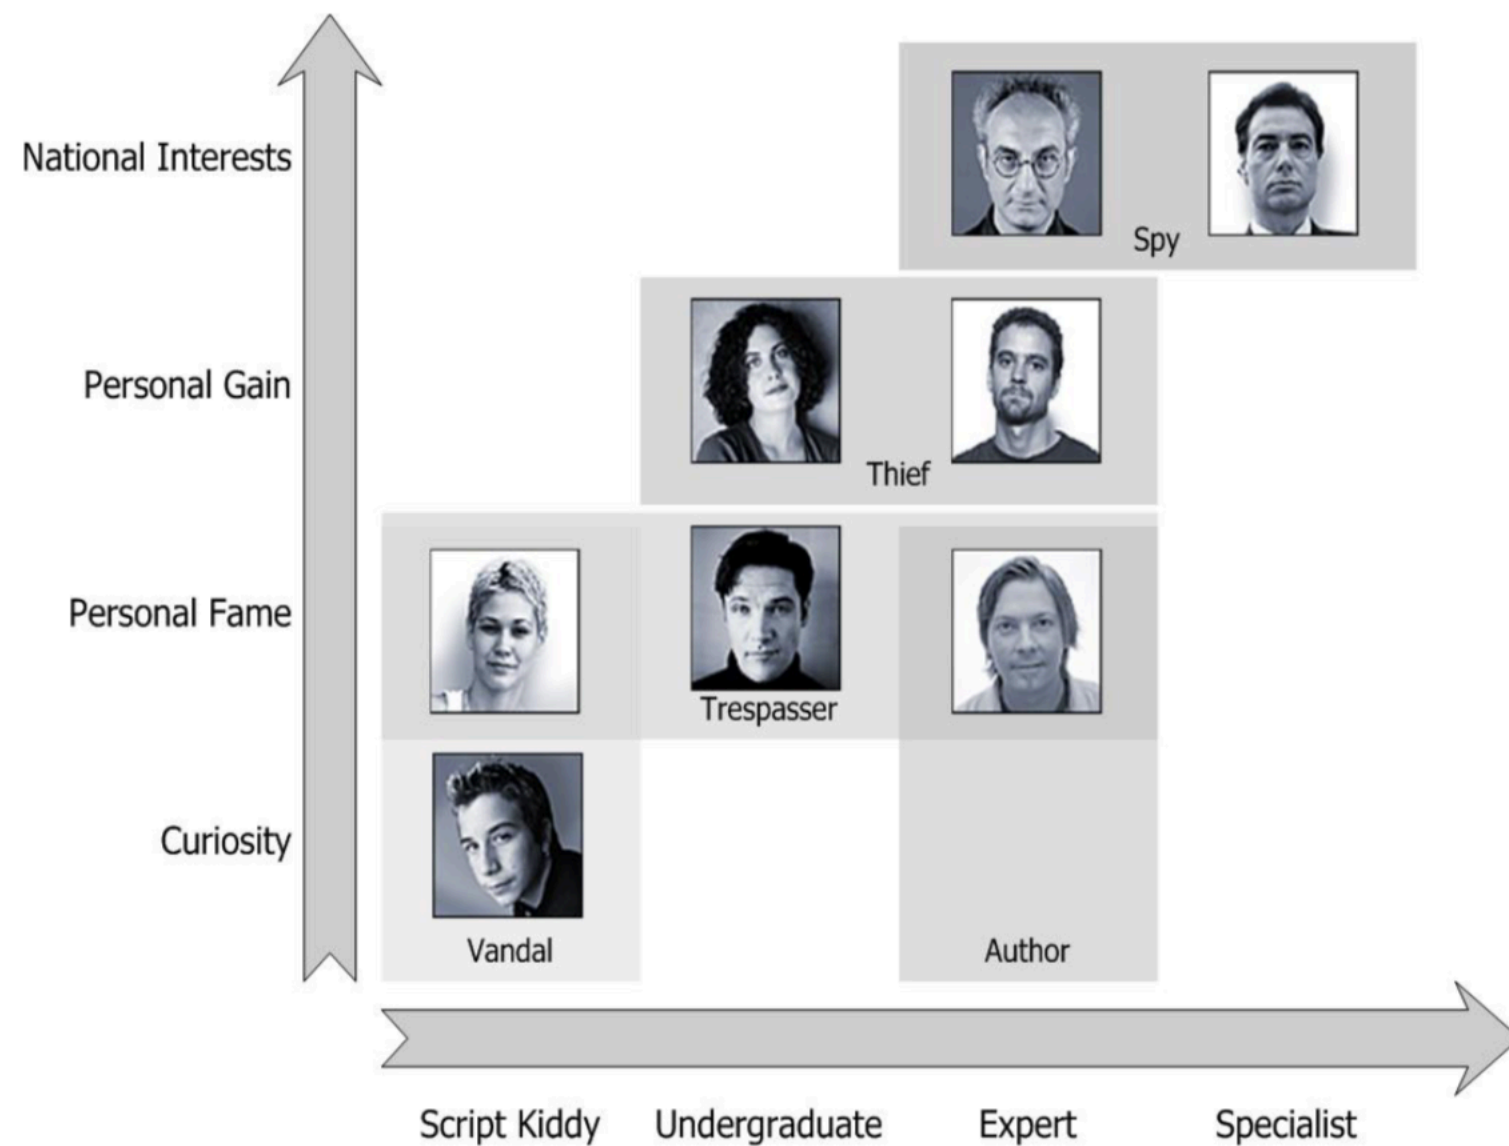 National Interests
Spy
Personal Gain
Thief
Personal Fame
Trespasser
Curiosity
Vandal
Author
Script Kiddy
Undergraduate
Expert
Specialist